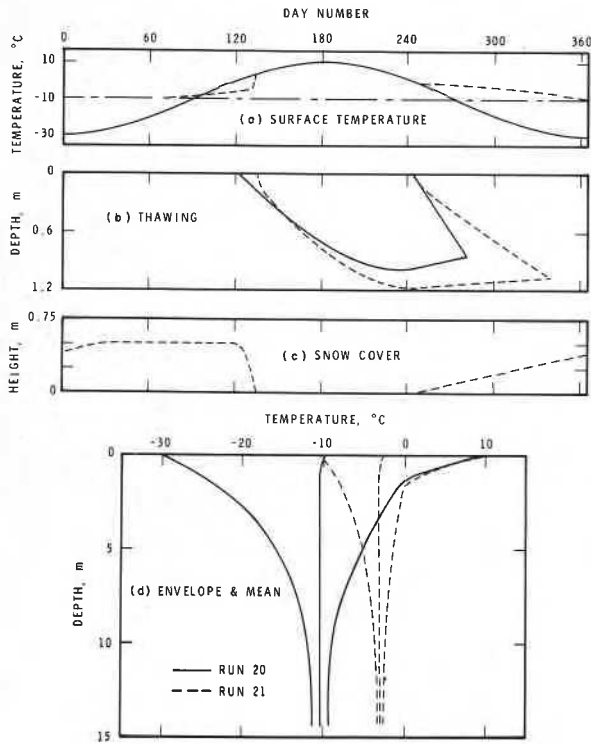 DAY NUMBER
0 60 120 180 240 300 365
TEMPERATURE, °C
10
-10
-30
(a) SURFACE TEMPERATURE
DEPTH, m
0
0.6
1.2
(b) THAWING
HEIGHT, m
0.75
0
(c) SNOW COVER
TEMPERATURE, °C
-30 -20 -10 0 10
DEPTH, m
0
5
10
15
(d) ENVELOPE & MEAN
RUN 20
RUN 21